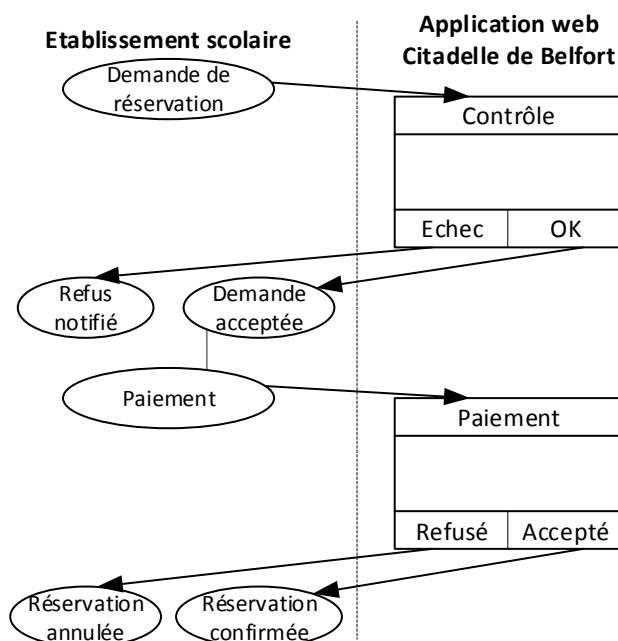 Etablissement scolaire
Application web
Citadelle de Belfort
Demande de
réservation
Contrôle
Echec
OK
Refus
notifié
Demande
acceptée
Paiement
Paiement
Refusé
Accepté
Réservation
annulée
Réservation
confirmée